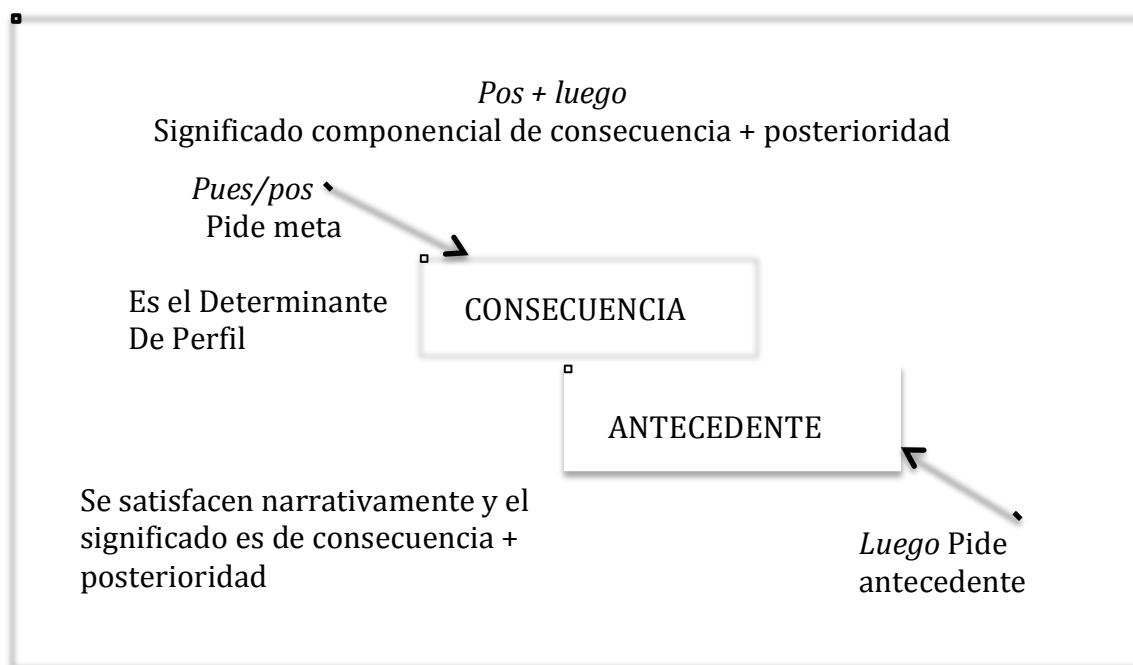 Pos + luego
Significado componencial de consecuencia + posterioridad
Pues/pos
Pide meta
Es el Determinante
De Perfil
CONSECUENCIA
ANTECEDENTE
Se satisfacen narrativamente y el
significado es de consecuencia +
posterioridad
Luego Pide
antecedente